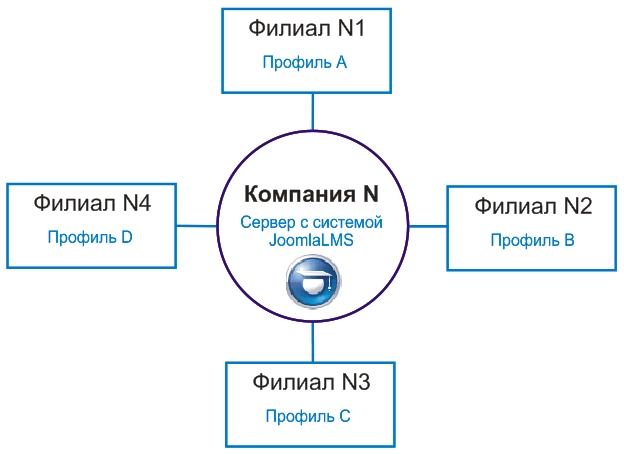 Филиал N1
Профиль A
Филиал N4
Профиль D
Компания N
Сервер с системой
JoomlaLMS
Филиал N2
Профиль B
Филиал N3
Профиль C